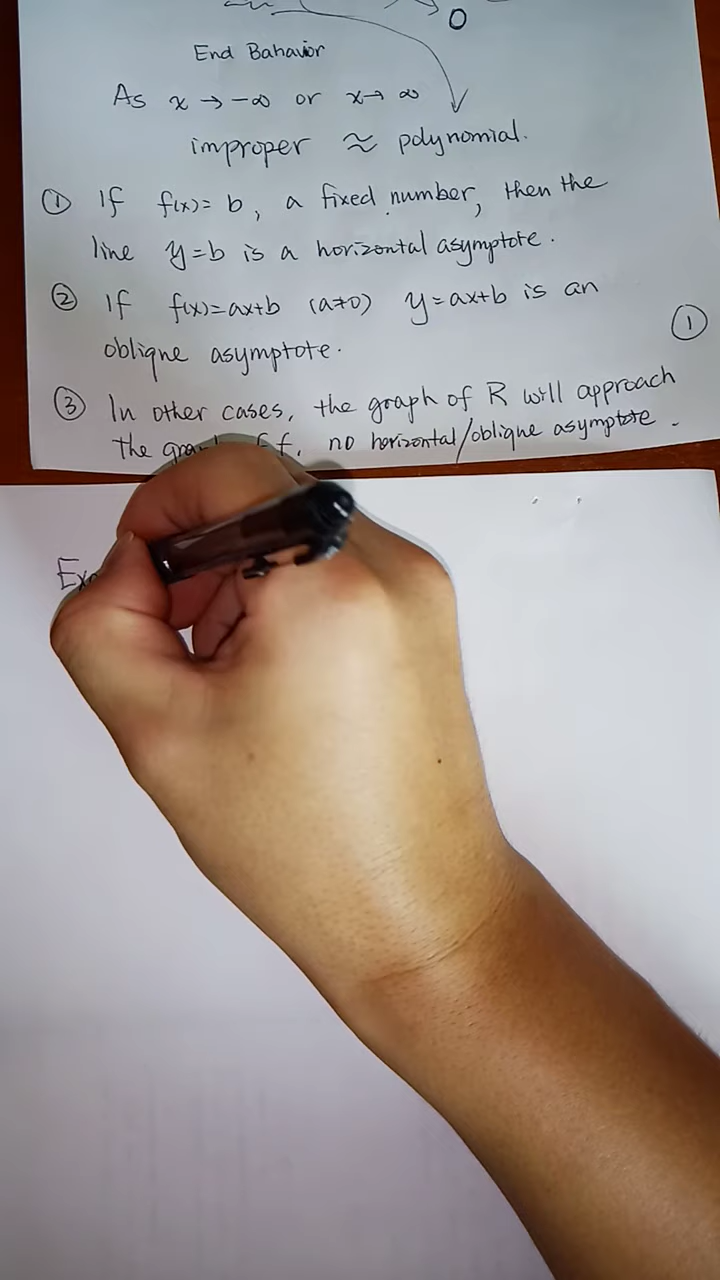 0
End Bahavior
As x → -∞ or x → ∞
improper ≈ polynomial.
① If f(x) = b, a fixed number, then the
line y=b is a horizontal asymptote.
② If f(x)=ax+b (a≠0) y=ax+b is an
oblique asymptote.
①
③ In other cases, the graph of R will approach
the f. no horizontal/oblique asymptote.